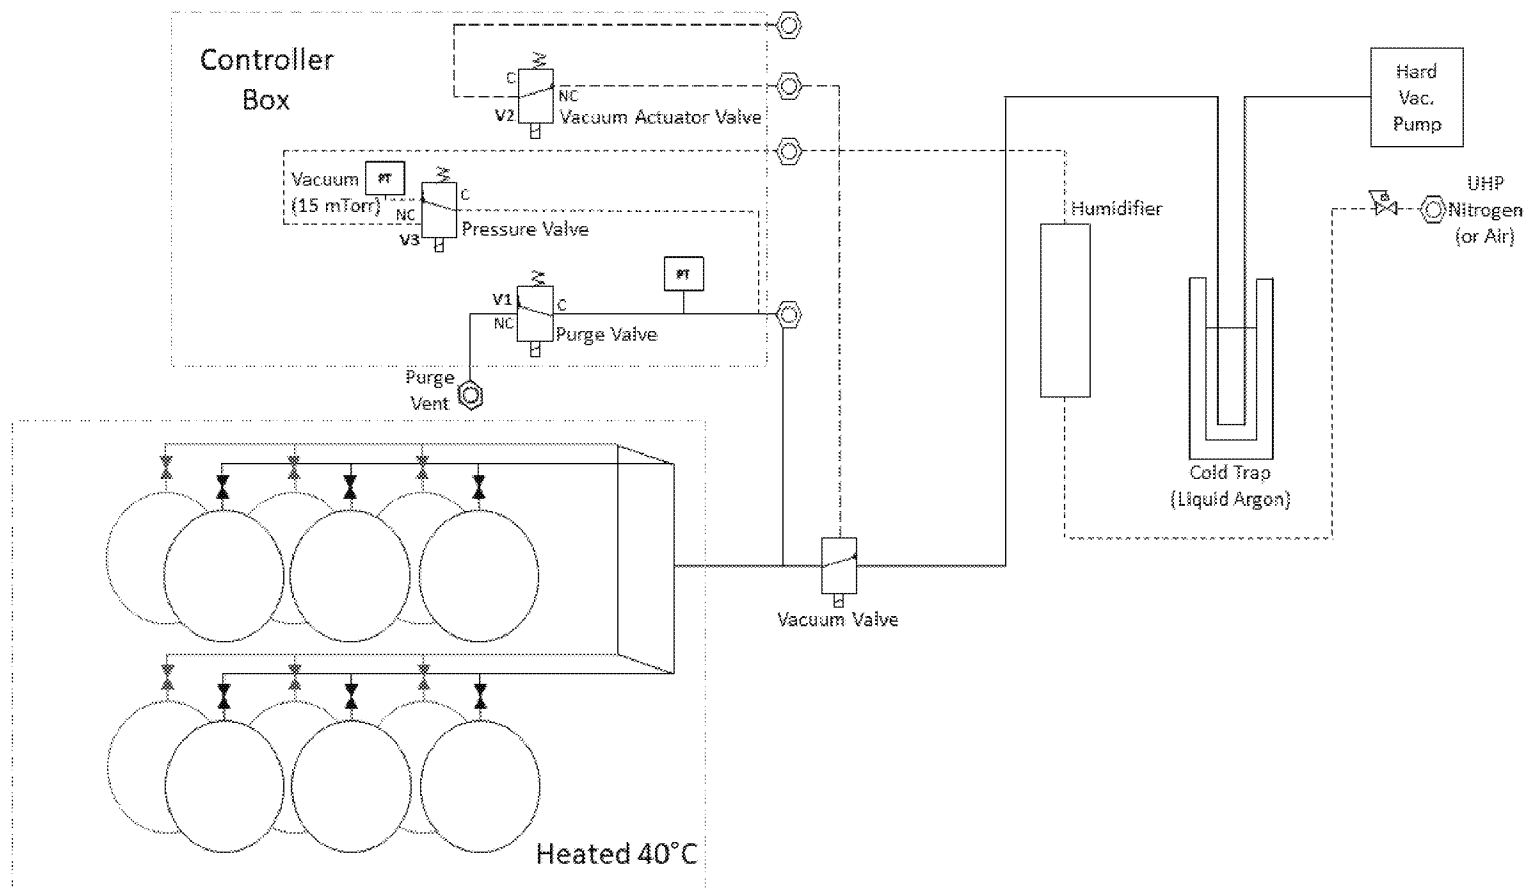 Controller
Box
C
NC
V2
Vacuum Actuator Valve
Hard
Vac.
Pump
Vacuum
(15 mTorr)
PT
C
NC
V3
Pressure Valve
Humidifier
UHP
Nitrogen
(or Air)
PT
V1
C
NC
Purge Valve
Purge
Vent
Cold Trap
(Liquid Argon)
Vacuum Valve
Heated 40°C